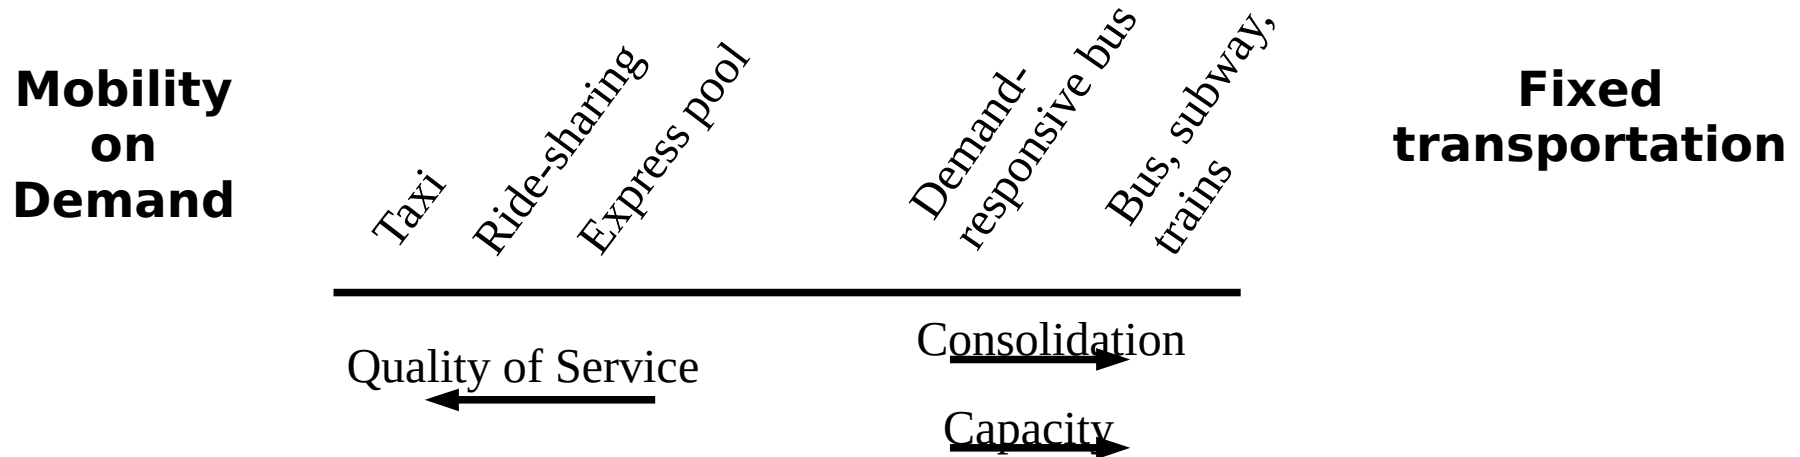 Mobility
on
Demand
Taxi
Ride-sharing
Express pool
Demand-
responsive bus
Bus, subway,
trains
Fixed
transportation
Quality of Service
Consolidation
Capacity